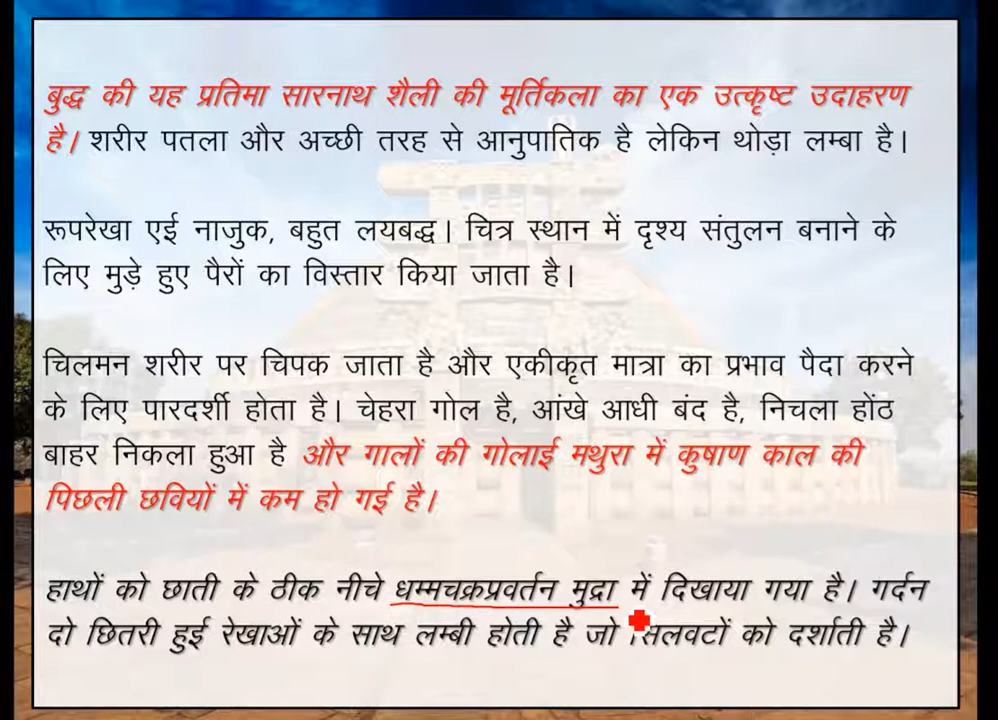 बुद्ध की यह प्रतिमा सारनाथ शैली की मूर्तिकला का एक उत्कृष्ट उदाहरण
है। शरीर पतला और अच्छी तरह से आनुपातिक है लेकिन थोड़ा लम्बा है।
रूपरेखा एई नाजुक, बहुत लयबद्ध। चित्र स्थान में दृश्य संतुलन बनाने के
लिए मुड़े हुए पैरों का विस्तार किया जाता है।
चिलमन शरीर पर चिपक जाता है और एकीकृत मात्रा का प्रभाव पैदा करने
के लिए पारदर्शी होता है। चेहरा गोल है, आंखे आधी बंद है, निचला होंठ
बाहर निकला हुआ है और गालों की गोलाई मथुरा में कुषाण काल की
पिछली छवियों में कम हो गई है।
हाथों को छाती के ठीक नीचे धम्मचक्रप्रवर्तन मुद्रा में दिखाया गया है। गर्दन
दो छितरी हुई रेखाओं के साथ लम्बी होती है जो सिलवटों को दर्शाती है।